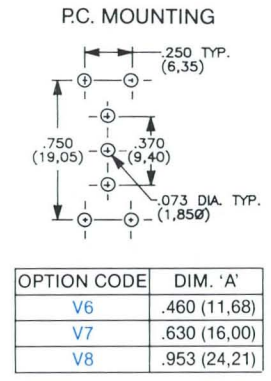 P.C. MOUNTING
.250 TYP.
(6,35)
.750
(19,05)
.370
(9,40)
.073 DIA. TYP.
(1,850)
OPTION CODE DIM. 'A'
V6 .460 (11,68)
V7 .630 (16,00)
V8 .953 (24,21)